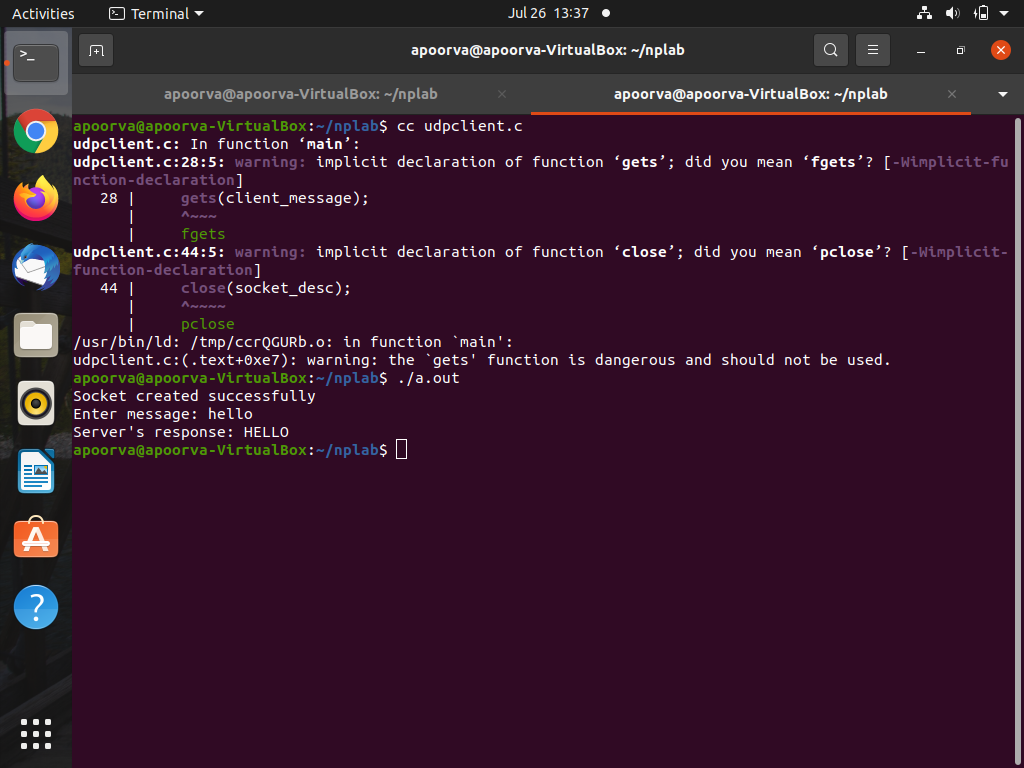 Activities Terminal Jul 26 13:37
apoorva@apoorva-VirtualBox: ~/nplab
apoorva@apoorva-VirtualBox: ~/nplab apoorva@apoorva-VirtualBox: ~/nplab
apoorva@apoorva-VirtualBox:~/nplab$ cc udpclient.c
udpclient.c: In function ‘main’:
udpclient.c:28:5: warning: implicit declaration of function ‘gets’; did you mean ‘fgets’? [-Wimplicit-fu
nction-declaration]
   28 |     gets(client_message);
      |     ^~~~
      |     fgets
udpclient.c:44:5: warning: implicit declaration of function ‘close’; did you mean ‘pclose’? [-Wimplicit-
function-declaration]
   44 |     close(socket_desc);
      |     ^~~~~
      |     pclose
/usr/bin/ld: /tmp/ccrQGURb.o: in function `main':
udpclient.c:(.text+0xe7): warning: the `gets' function is dangerous and should not be used.
apoorva@apoorva-VirtualBox:~/nplab$ ./a.out
Socket created successfully
Enter message: hello
Server's response: HELLO
apoorva@apoorva-VirtualBox:~/nplab$